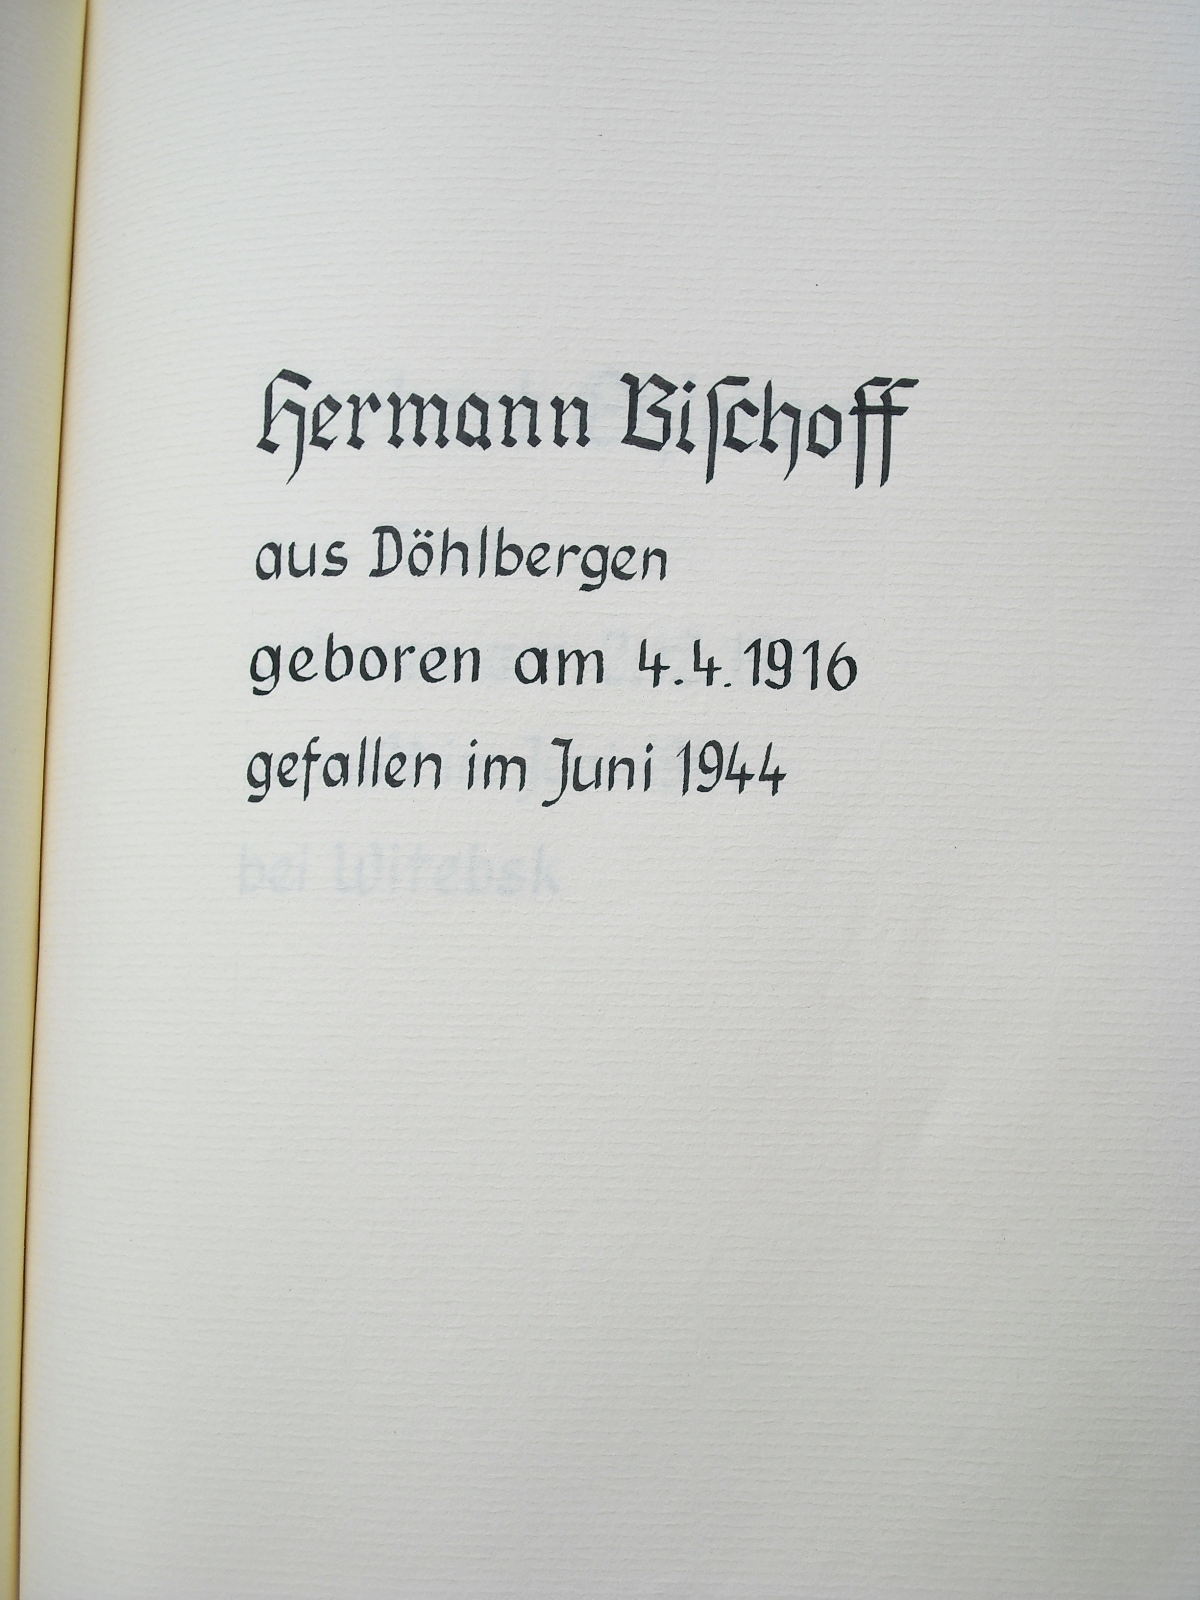 Hermann Biſchoff
aus Döhlbergen
geboren am 4.4.1916
gefallen im Juni 1944
bei Witebsk